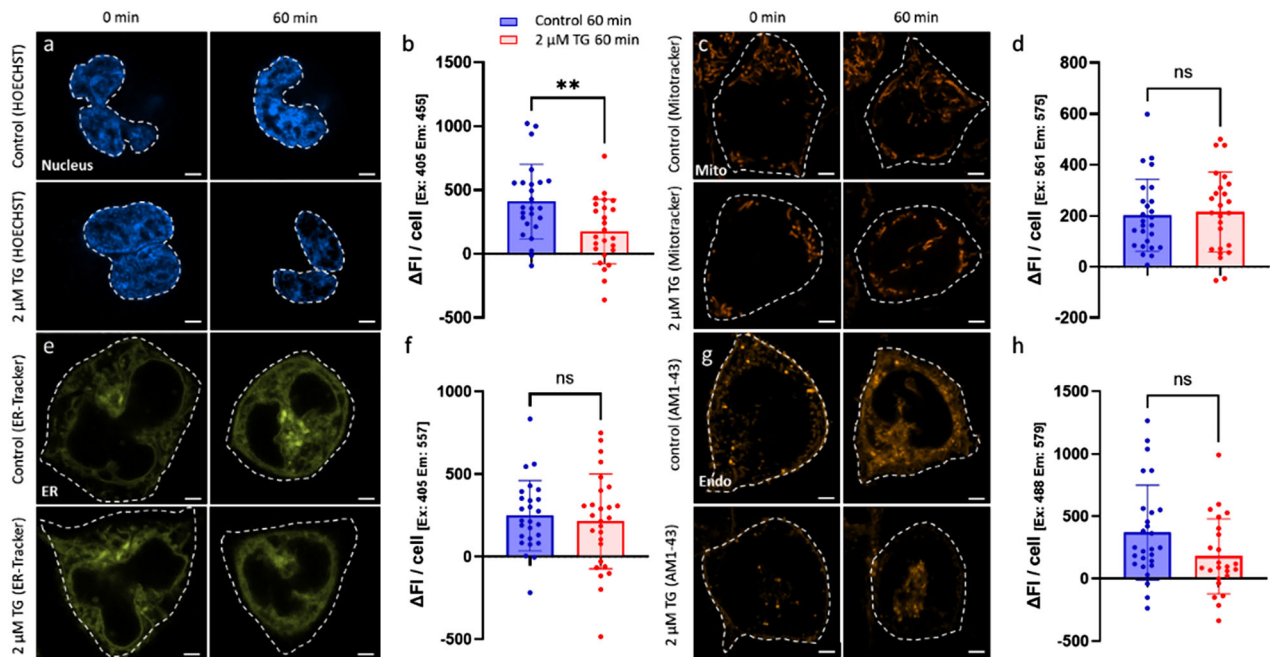 0 min
60 min
Control 60 min
2 μM TG 60 min
0 min
60 min
a
Control (HOECHST)
Nucleus
2 μM TG (HOECHST)
b
ΔFI / cell [Ex: 405 Em: 455]
1500
1000
500
0
-500
**
c
Control (Mitotracker)
Mito
2 μM TG (Mitotracker)
d
ΔFI / cell [Ex: 561 Em: 575]
800
600
400
200
0
-200
ns
e
Control (ER-Tracker)
ER
2 μM TG (ER-Tracker)
f
ΔFI / cell [Ex: 405 Em: 557]
1000
500
0
-500
ns
g
control (AM1-43)
Endo
2 μM TG (AM1-43)
h
ΔFI / cell [Ex: 488 Em: 579]
1500
1000
500
0
-500
ns